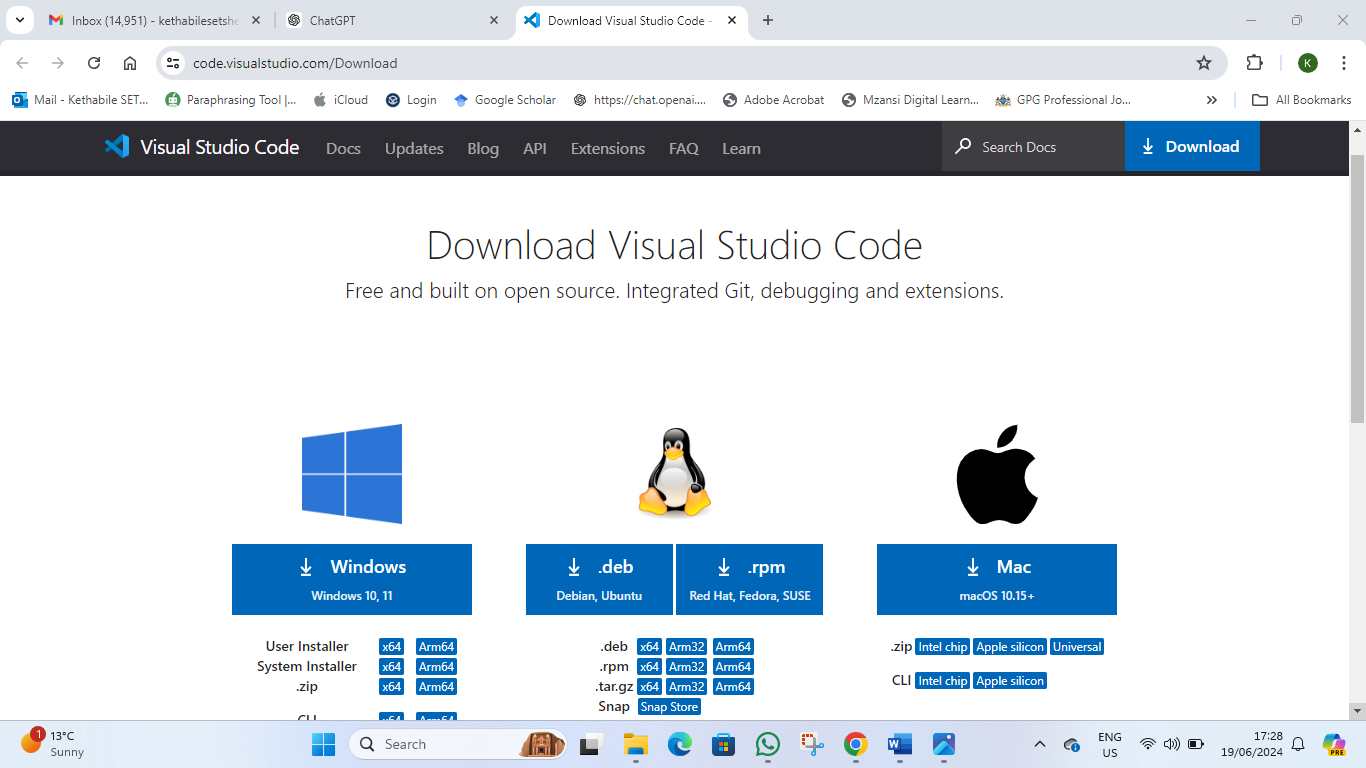 Inbox (14,951) - kethabilesetshe
ChatGPT
Download Visual Studio Code -
code.visualstudio.com/Download
K
Mail - Kethabile SET...
Paraphrasing Tool |...
iCloud
Login
Google Scholar
https://chat.openai....
Adobe Acrobat
Mzansi Digital Learn...
GPG Professional Jo...
All Bookmarks
Visual Studio Code
Docs
Updates
Blog
API
Extensions
FAQ
Learn
Search Docs
Download
Download Visual Studio Code
Free and built on open source. Integrated Git, debugging and extensions.
Windows
Windows 10, 11
.deb
Debian, Ubuntu
.rpm
Red Hat, Fedora, SUSE
Mac
macOS 10.15+
User Installer x64 Arm64
System Installer x64 Arm64
.zip x64 Arm64
CLI x64 Arm64
.deb x64 Arm32 Arm64
.rpm x64 Arm32 Arm64
.tar.gz x64 Arm32 Arm64
Snap Snap Store
.zip Intel chip Apple silicon Universal
CLI Intel chip Apple silicon
1
13°C
Sunny
Search
ENG
US
17:28
19/06/2024
PRE